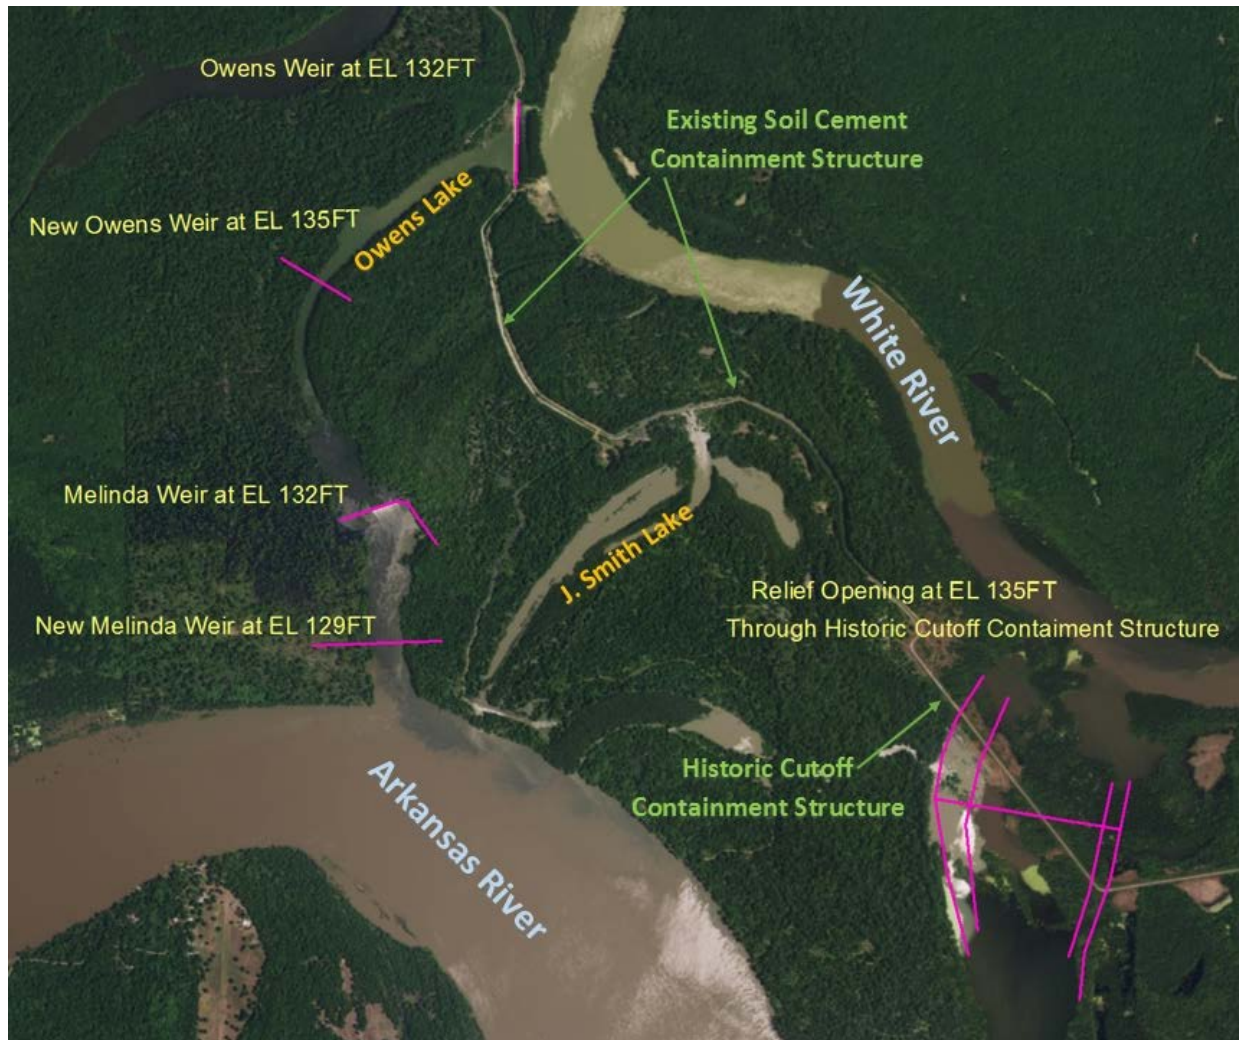 Owens Weir at EL 132FT
Existing Soil Cement
Containment Structure
New Owens Weir at EL 135FT
Owens Lake
White River
Melinda Weir at EL 132FT
J. Smith Lake
Relief Opening at EL 135FT
New Melinda Weir at EL 129FT
Through Historic Cutoff Contaiment Structure
Historic Cutoff
Containment Structure
Arkansas River